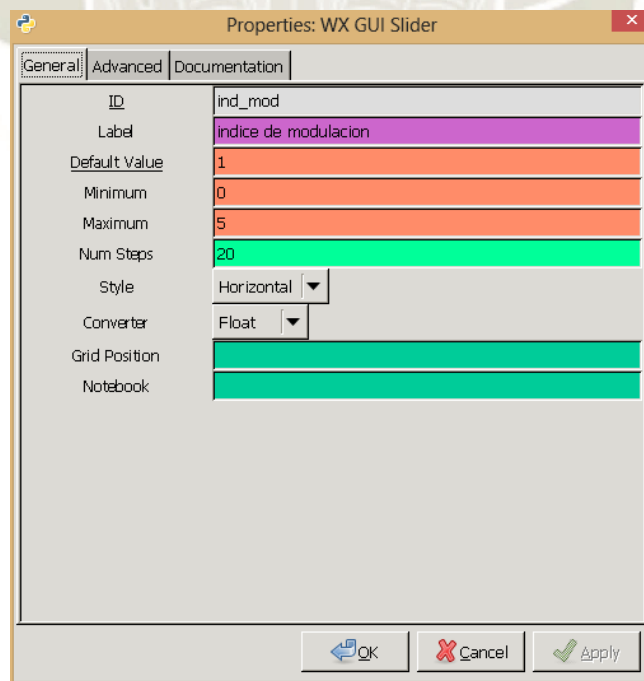 Properties: WX GUI Slider
General Advanced Documentation
ID ind_mod
Label indice de modulacion
Default Value 1
Minimum 0
Maximum 5
Num Steps 20
Style Horizontal
Converter Float
Grid Position
Notebook
OK Cancel Apply